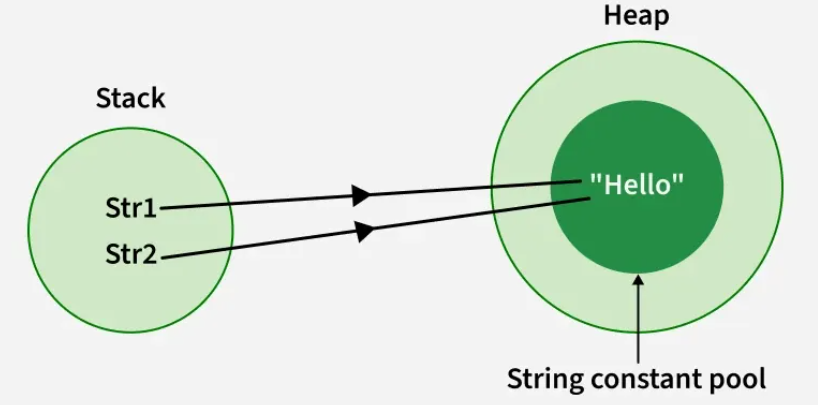 Heap
Stack
Str1
"Hello"
Str2
String constant pool